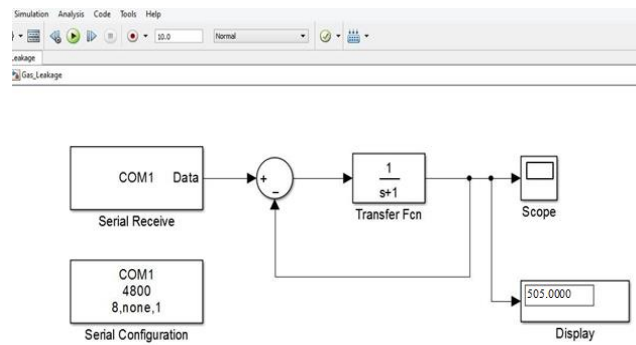 Simulation Analysis Code Tools Help
10.0 Normal
eakage
Gas_Leakage
COM1 Data
+
−
1
s+1
Serial Receive
Transfer Fcn
Scope
COM1
4800
8,none,1
Serial Configuration
505.0000
Display